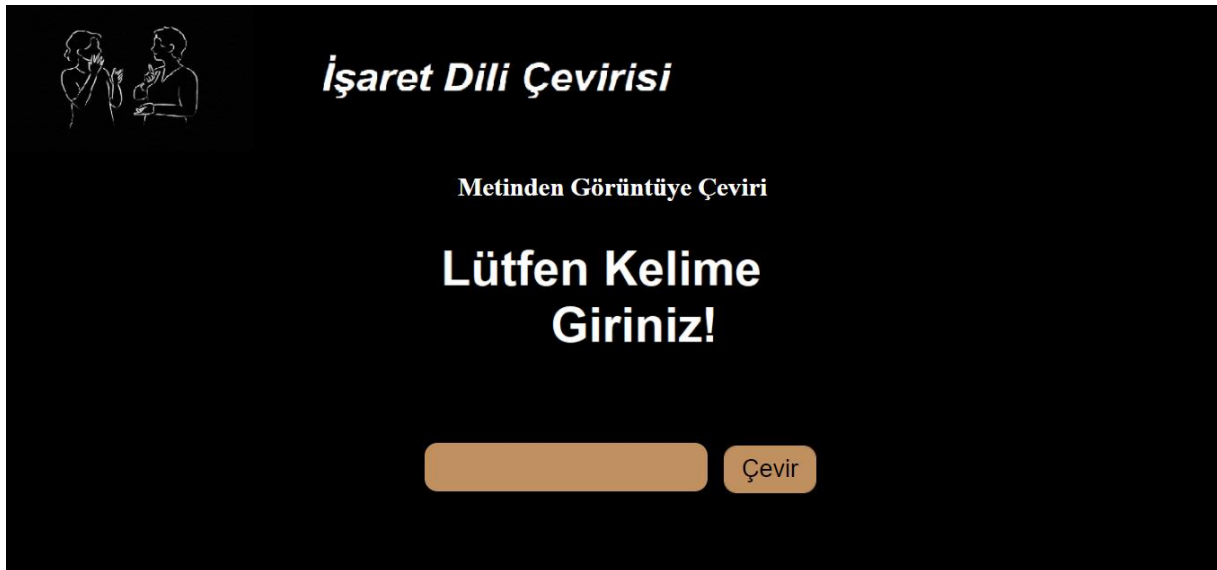 İşaret Dili Çevirisi
Metinden Görüntüye Çeviri
Lütfen Kelime
Giriniz!
Çevir